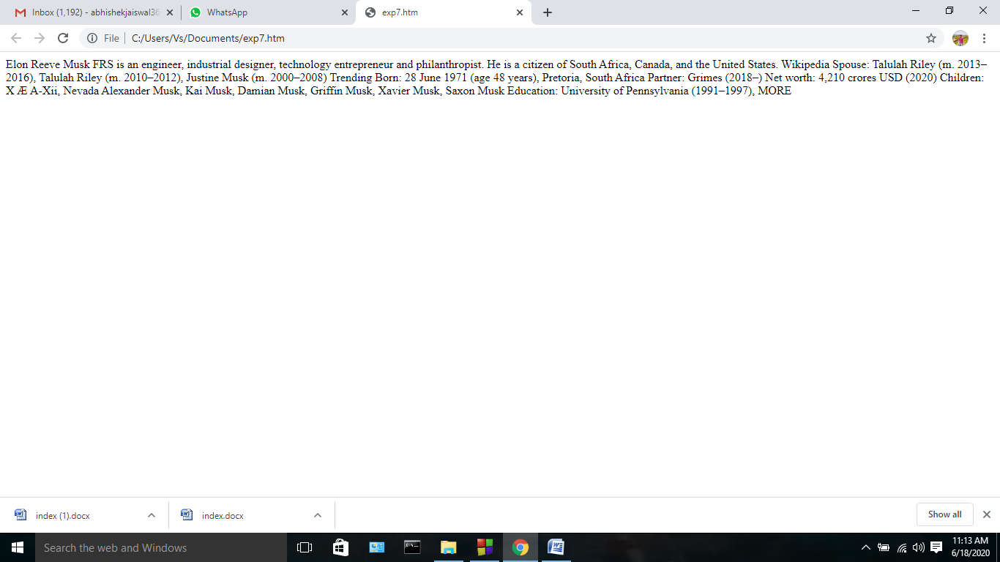 Inbox (1,192) - abhishekjaiswal36
WhatsApp
exp7.htm
File
C:/Users/Vs/Documents/exp7.htm
Elon Reeve Musk FRS is an engineer, industrial designer, technology entrepreneur and philanthropist. He is a citizen of South Africa, Canada, and the United States. Wikipedia Spouse: Talulah Riley (m. 2013–
2016), Talulah Riley (m. 2010–2012), Justine Musk (m. 2000–2008) Trending Born: 28 June 1971 (age 48 years), Pretoria, South Africa Partner: Grimes (2018–) Net worth: 4,210 crores USD (2020) Children:
X Æ A-Xii, Nevada Alexander Musk, Kai Musk, Damian Musk, Griffin Musk, Xavier Musk, Saxon Musk Education: University of Pennsylvania (1991–1997), MORE
index (1).docx
index.docx
Show all
Search the web and Windows
11:13 AM
6/18/2020